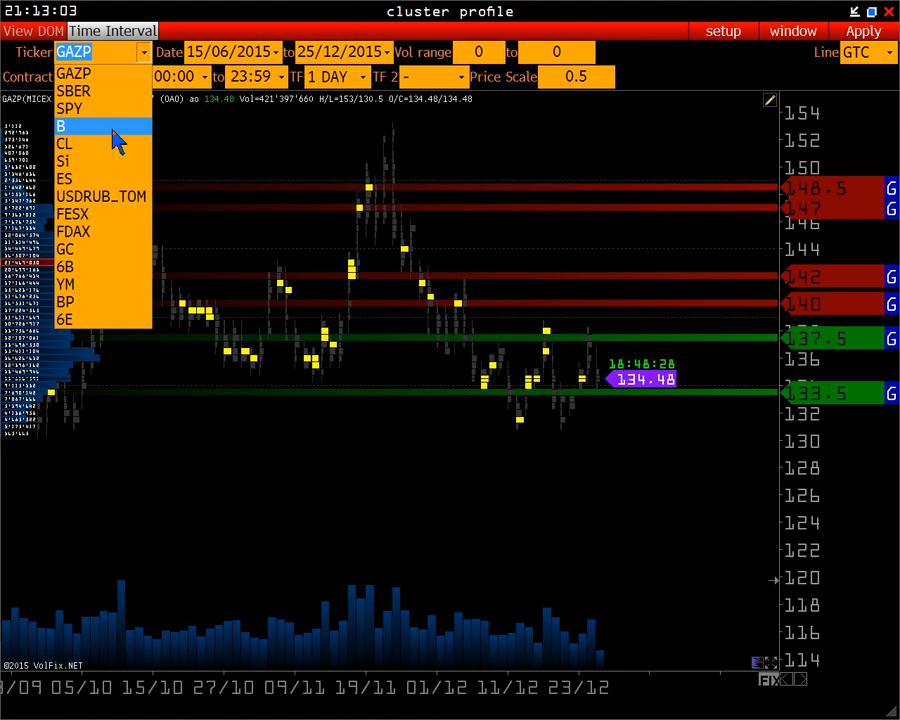 21:13:03
cluster profile
View DOM Time Interval setup window Apply
Ticker GAZP Date 15/06/2015 to 25/12/2015 Vol range 0 to 0 Line GTC
Contract 00:00 to 23:59 TF 1 DAY TF 2 - Price Scale 0.5
GAZP(MICEX (OAO) ao 134.48 Vol=421'397'660 H/L=153/130.5 O/C=134.48/134.48
GAZP
SBER
SPY
B
CL
Si
ES
USDRUB_TOM
FESX
FDAX
GC
6B
YM
BP
6E
154
152
150
148.5 G
147 G
146
144
142 G
140 G
137.5 G
136
18:48:28
134.48
133.5 G
132
130
128
126
124
122
120
118
116
114
©2015 VolFix.NET
/09 05/10 15/10 27/10 09/11 19/11 01/12 11/12 23/12
FIX